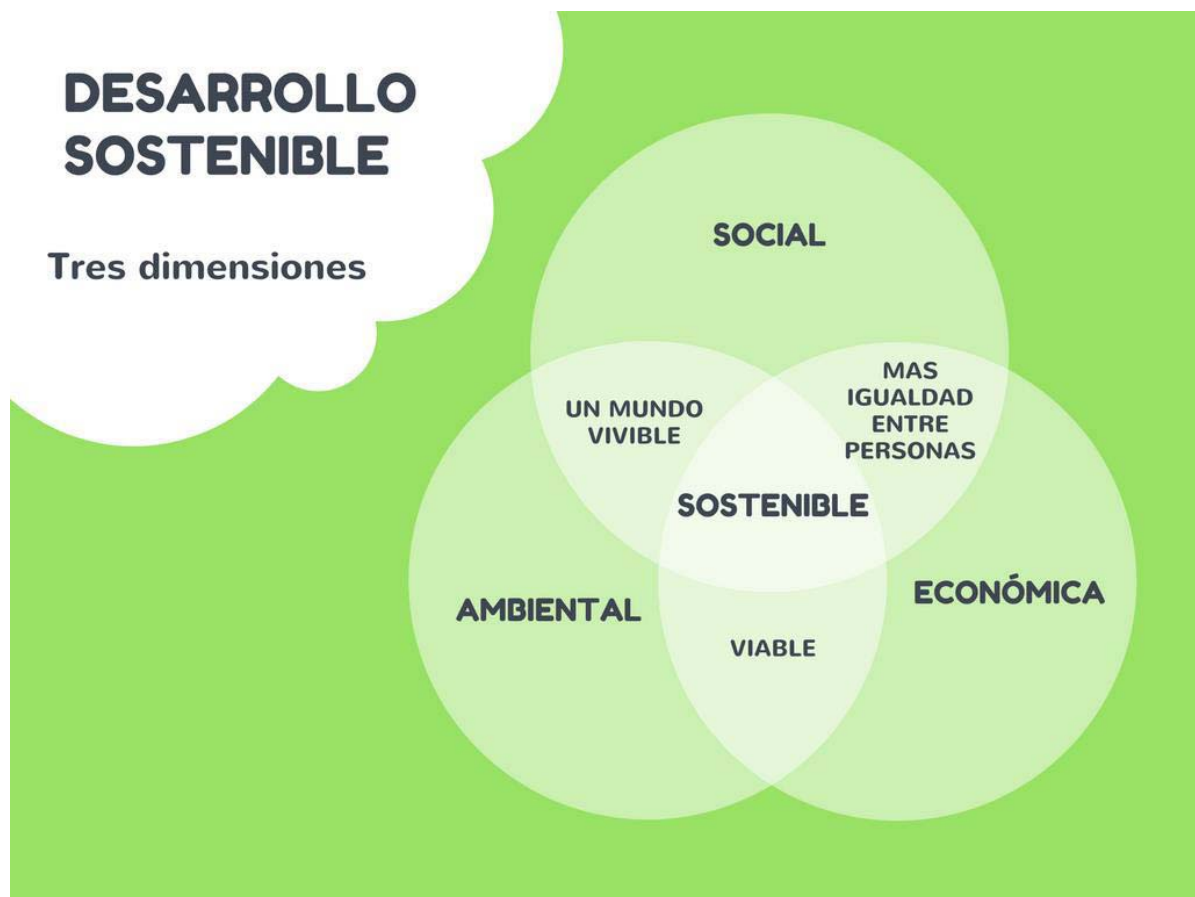 DESARROLLO
SOSTENIBLE
Tres dimensiones
SOCIAL
UN MUNDO
VIVIBLE
MAS
IGUALDAD
ENTRE
PERSONAS
SOSTENIBLE
AMBIENTAL
ECONÓMICA
VIABLE